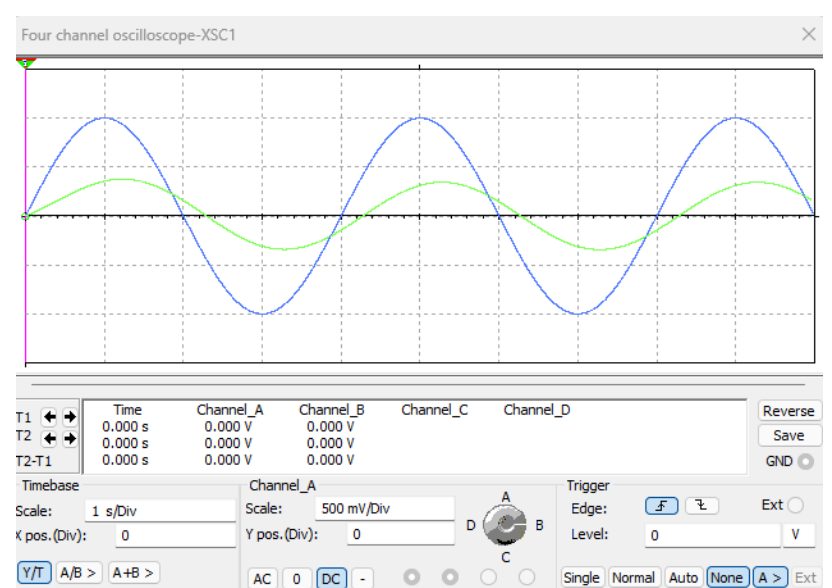 Four channel oscilloscope-XSC1
Time Channel_A Channel_B Channel_C Channel_D
T1 0.000 s 0.000 V 0.000 V
T2 0.000 s 0.000 V 0.000 V
T2-T1 0.000 s 0.000 V 0.000 V
Reverse
Save
GND
Timebase
Scale: 1 s/Div
X pos.(Div): 0
Y/T A/B > A+B >
Channel_A
Scale: 500 mV/Div
Y pos.(Div): 0
AC 0 DC -
A
D B
C
Trigger
Edge: Ext
Level: 0 V
Single Normal Auto None A > Ext